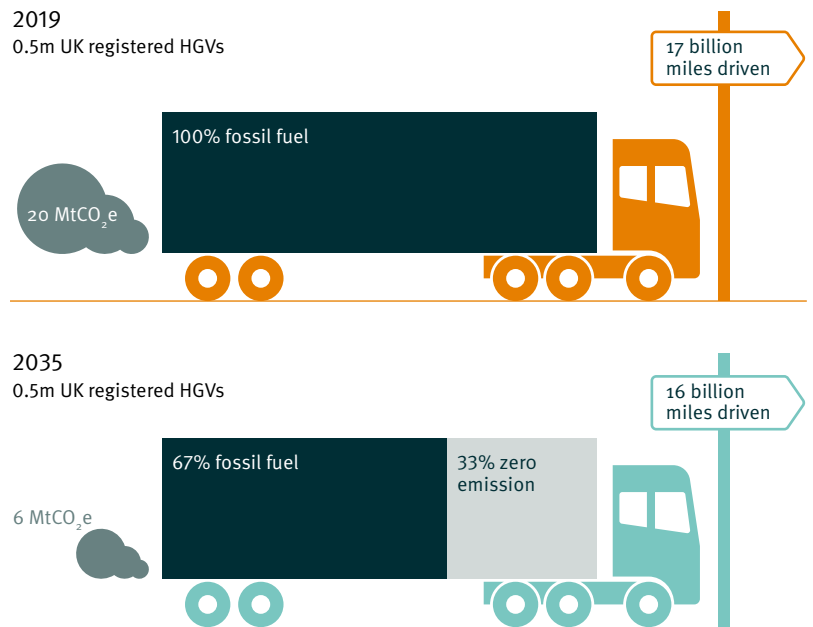 2019
0.5m UK registered HGVs
17 billion
miles driven
100% fossil fuel
20 MtCO₂e
2035
0.5m UK registered HGVs
16 billion
miles driven
67% fossil fuel
33% zero
emission
6 MtCO₂e